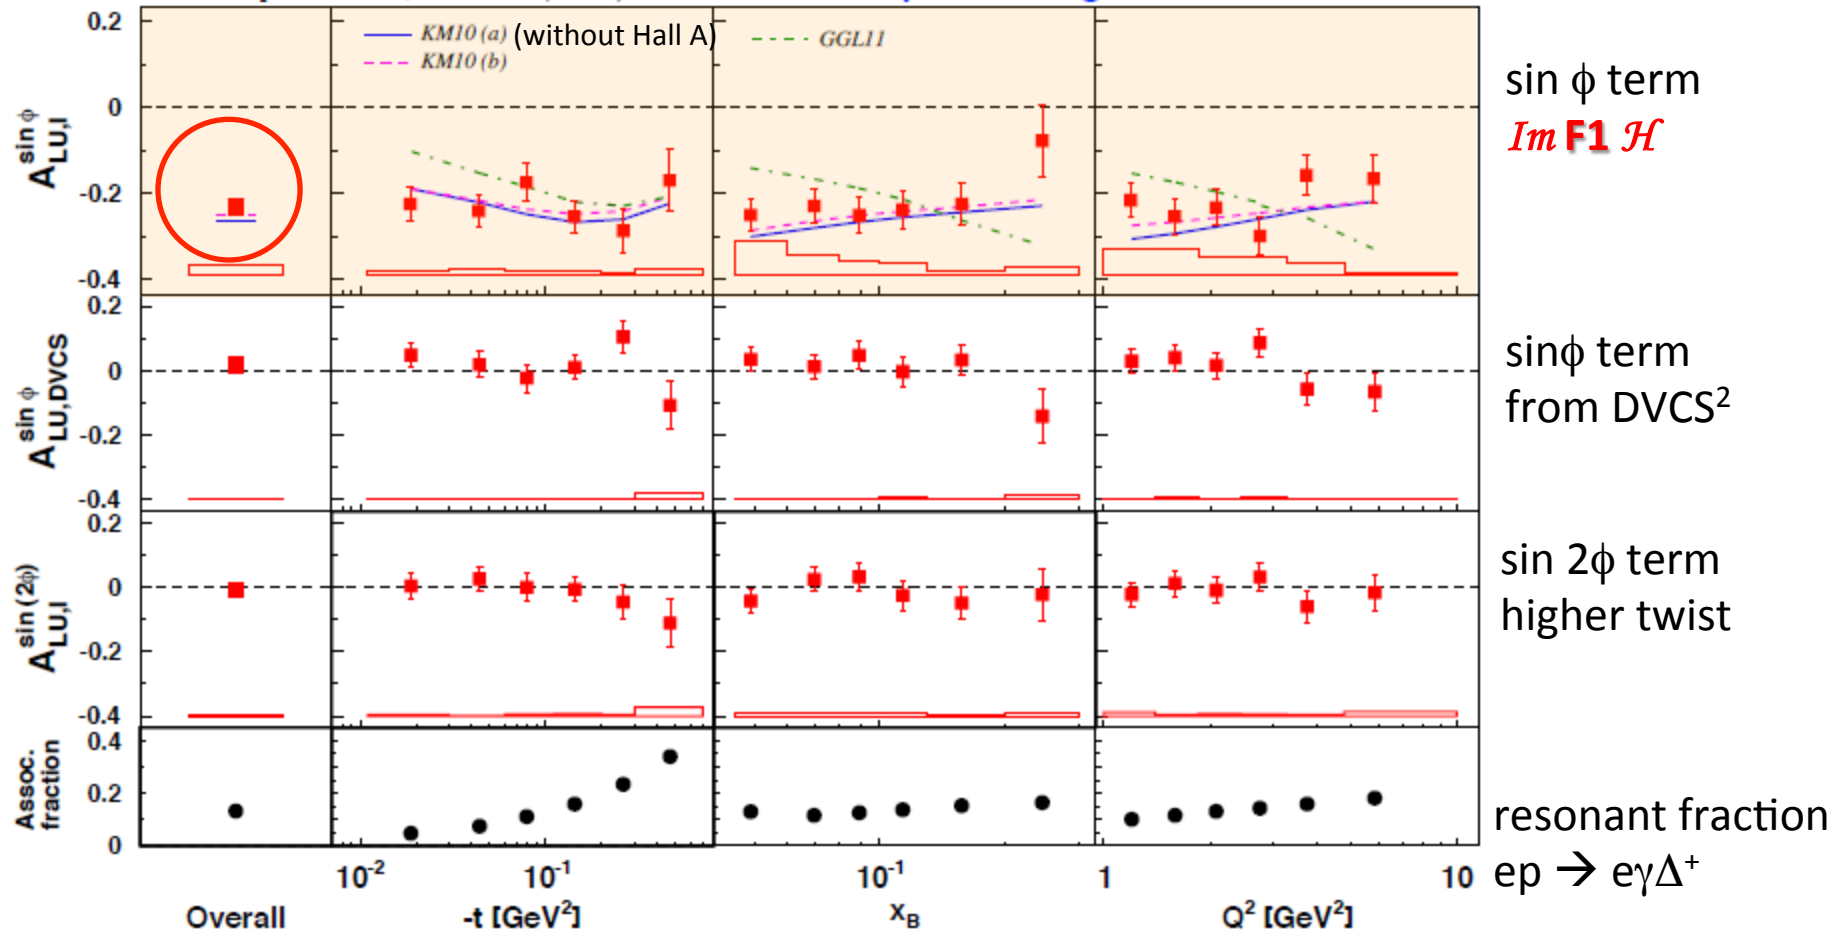 0.2
KM10 (a) (without Hall A)
KM10 (b)
GGL11
0
-0.2
-0.4
A LU,I sin ϕ
sin ϕ term
Im F1 ℋ
0.2
0
-0.2
-0.4
A LU,DVCS sin ϕ
sinϕ term
from DVCS²
0.2
0
-0.2
-0.4
A LU,I sin (2ϕ)
sin 2ϕ term
higher twist
0.4
0.2
0
Assoc.
fraction
resonant fraction
ep → eγΔ⁺
10⁻² 10⁻¹ 10⁻¹ 1 10
Overall -t [GeV²] x_B Q² [GeV²]